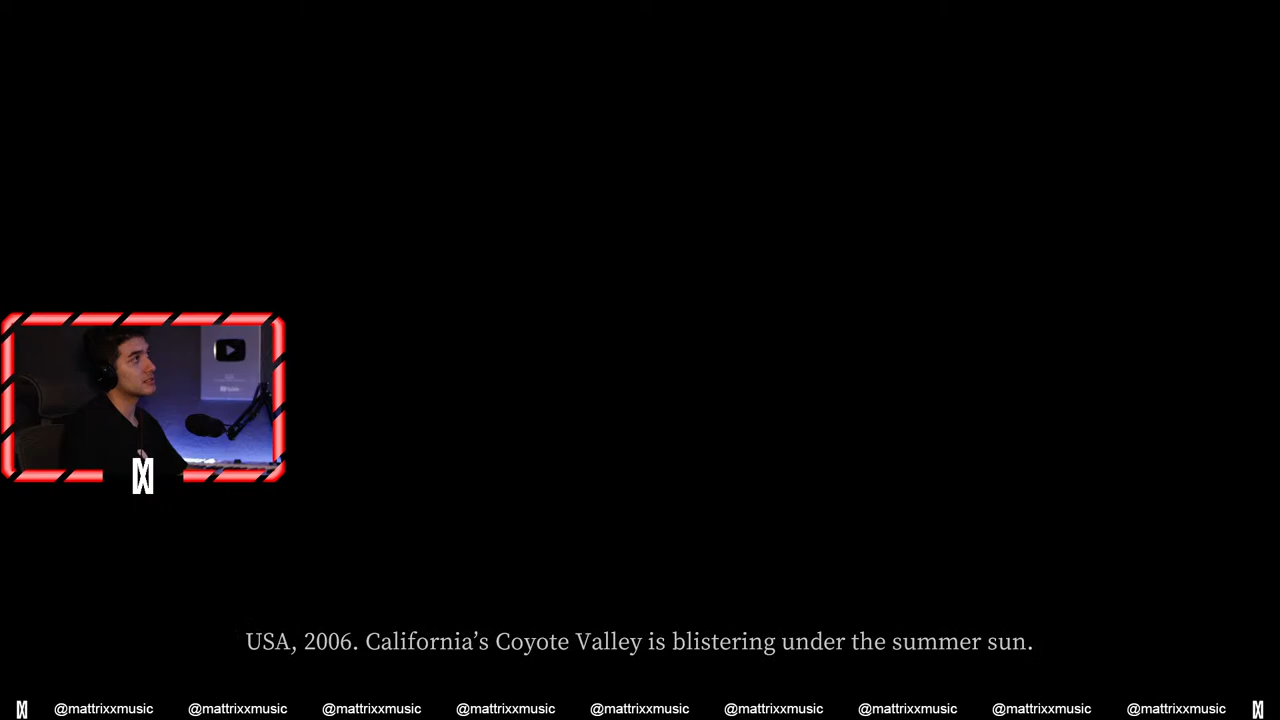 USA, 2006. California’s Coyote Valley is blistering under the summer sun.
@mattrixxmusic @mattrixxmusic @mattrixxmusic @mattrixxmusic @mattrixxmusic @mattrixxmusic @mattrixxmusic @mattrixxmusic @mattrixxmusic